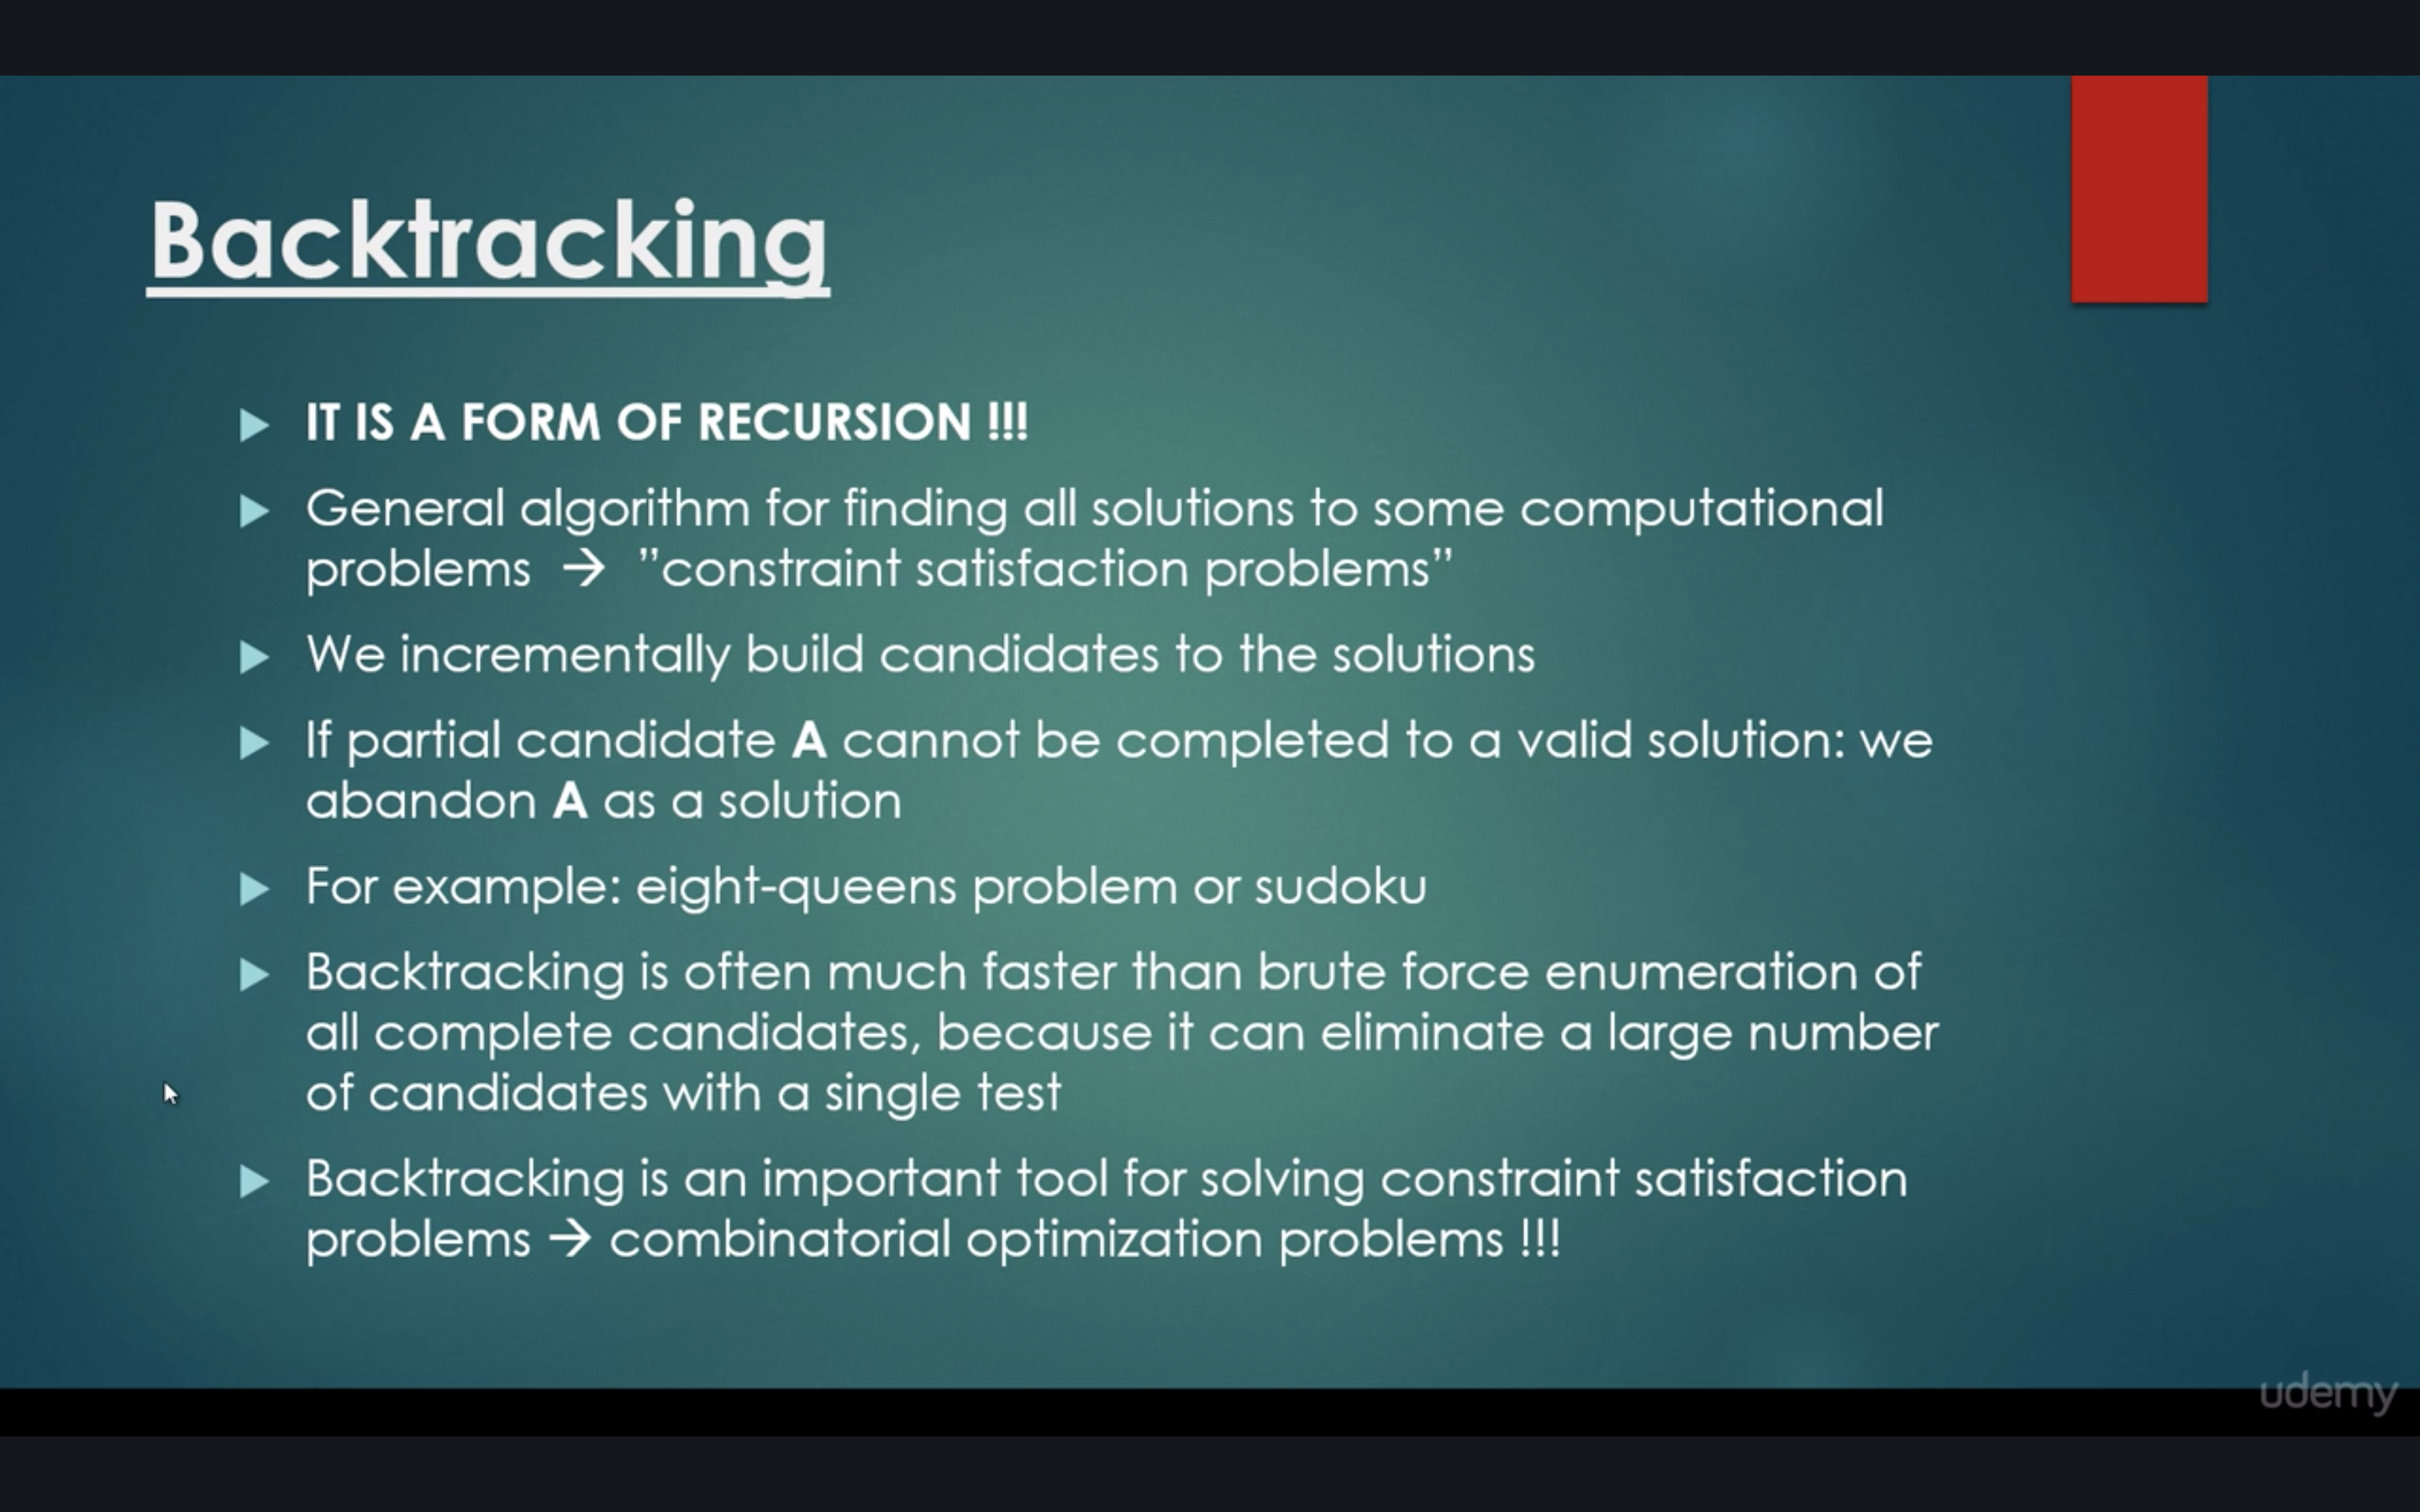 Backtracking
IT IS A FORM OF RECURSION !!!
General algorithm for finding all solutions to some computational
problems → ”constraint satisfaction problems”
We incrementally build candidates to the solutions
If partial candidate A cannot be completed to a valid solution: we
abandon A as a solution
For example: eight-queens problem or sudoku
Backtracking is often much faster than brute force enumeration of
all complete candidates, because it can eliminate a large number
of candidates with a single test
Backtracking is an important tool for solving constraint satisfaction
problems → combinatorial optimization problems !!!
udemy